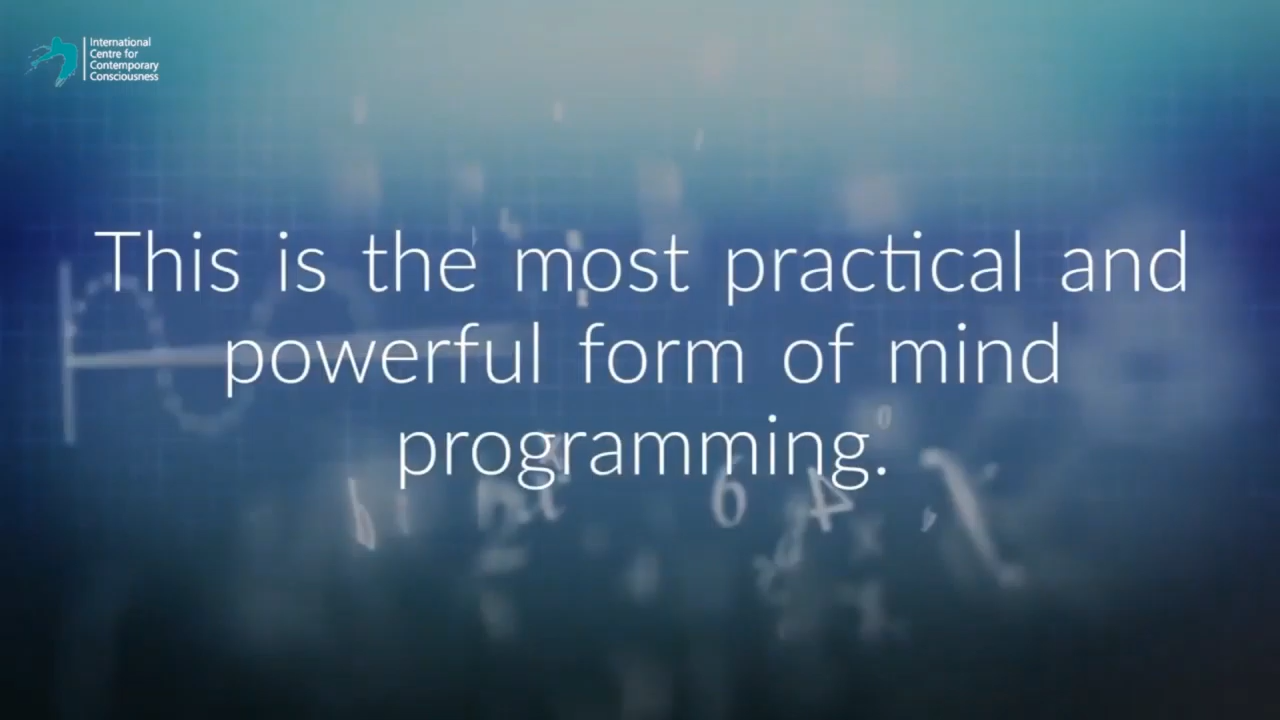 International
Centre for
Contemporary
Consciousness
This is the most practical and
powerful form of mind
programming.